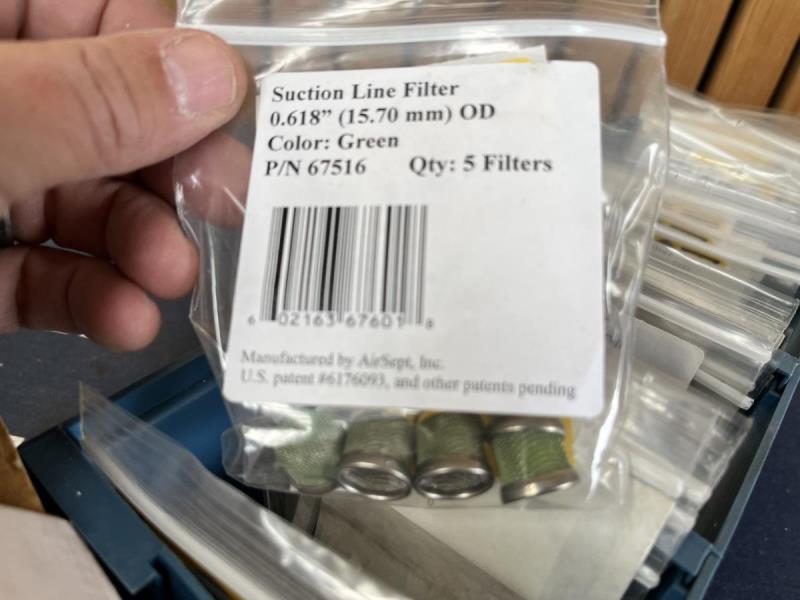 Suction Line Filter
0.618” (15.70 mm) OD
Color: Green
P/N 67516 Qty: 5 Filters
6 02163 67601 8
Manufactured by AirSept, Inc.
U.S. patent #6176093, and other patents pending